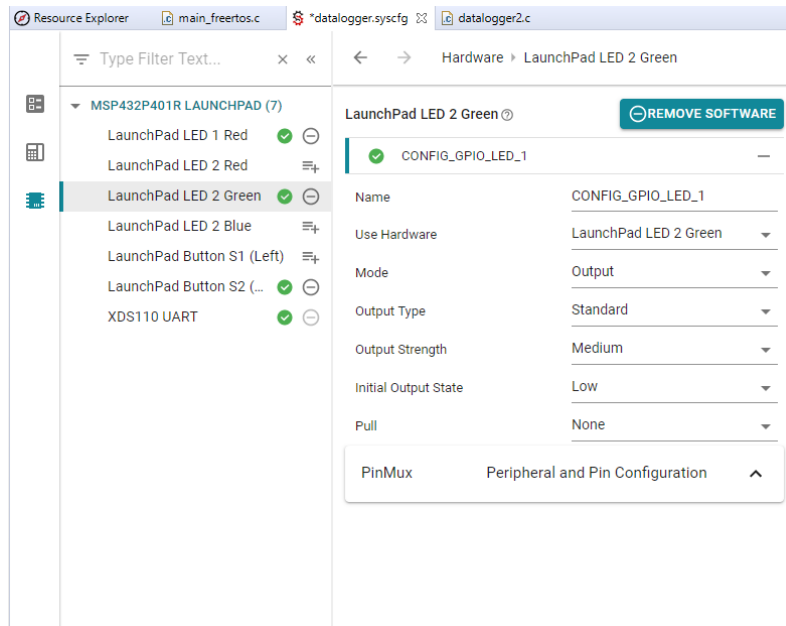 Resource Explorer main_freertos.c *datalogger.syscfg datalogger2.c
Type Filter Text...
MSP432P401R LAUNCHPAD (7)
LaunchPad LED 1 Red
LaunchPad LED 2 Red
LaunchPad LED 2 Green
LaunchPad LED 2 Blue
LaunchPad Button S1 (Left)
LaunchPad Button S2 (...
XDS110 UART
Hardware LaunchPad LED 2 Green
LaunchPad LED 2 Green REMOVE SOFTWARE
CONFIG_GPIO_LED_1
Name CONFIG_GPIO_LED_1
Use Hardware LaunchPad LED 2 Green
Mode Output
Output Type Standard
Output Strength Medium
Initial Output State Low
Pull None
PinMux Peripheral and Pin Configuration